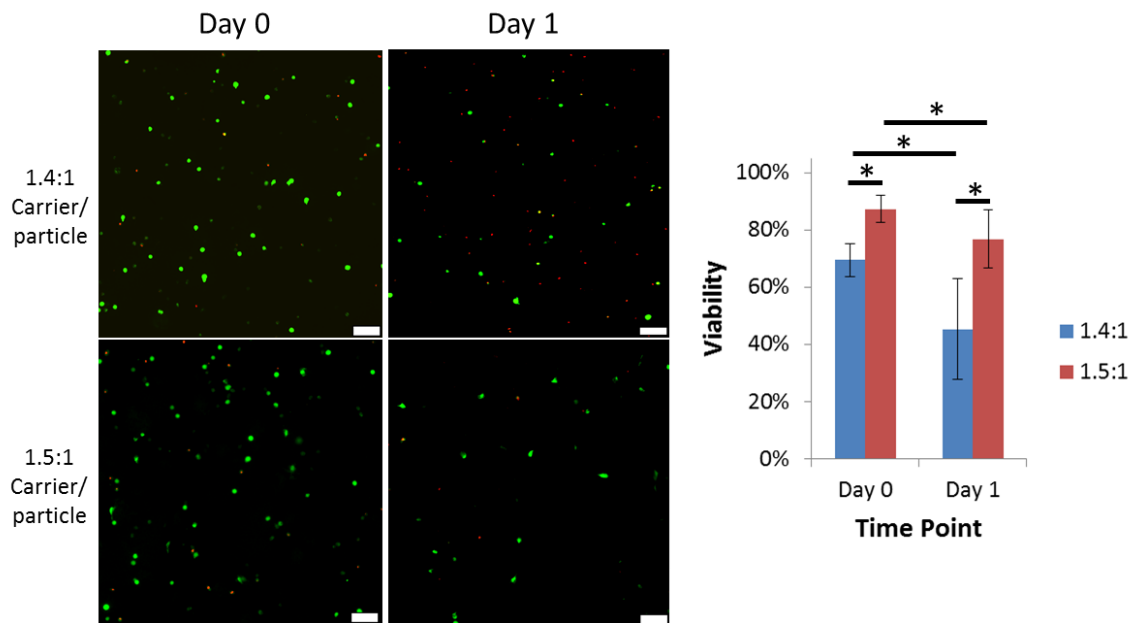 Day 0
Day 1
1.4:1
Carrier/
particle
1.5:1
Carrier/
particle
*
*
*
*
100%
80%
60%
40%
20%
0%
Viability
Day 0
Day 1
Time Point
1.4:1
1.5:1